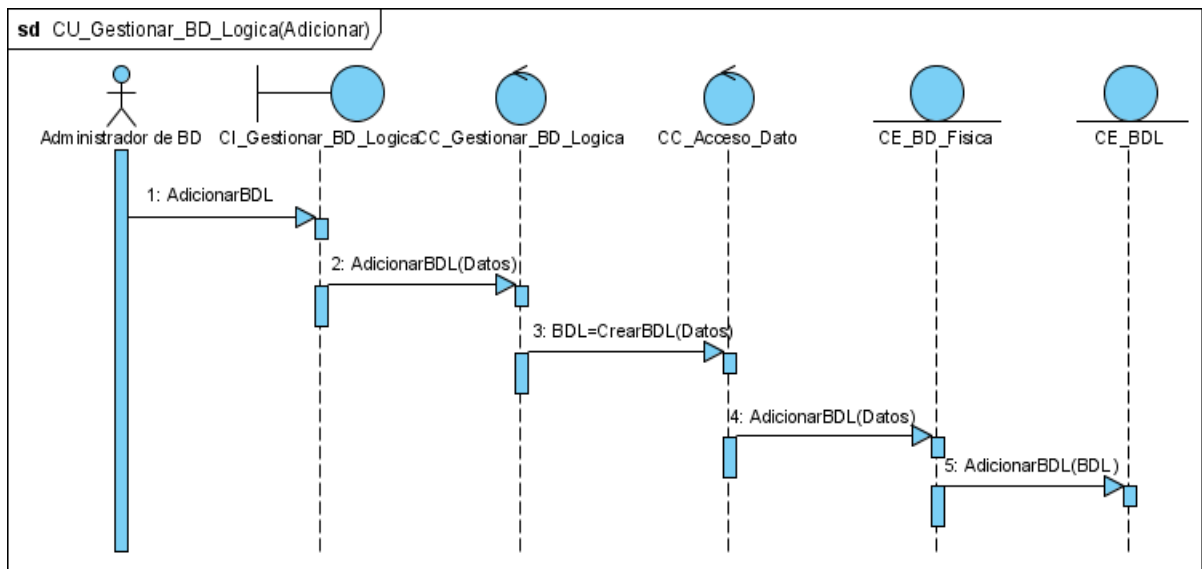 sd CU_Gestionar_BD_Logica(Adicionar)
Administrador de BD
CI_Gestionar_BD_Logica
CC_Gestionar_BD_Logica
CC_Acceso_Dato
CE_BD_Fisica
CE_BDL
1: AdicionarBDL
2: AdicionarBDL(Datos)
3: BDL=CrearBDL(Datos)
4: AdicionarBDL(Datos)
5: AdicionarBDL(BDL)